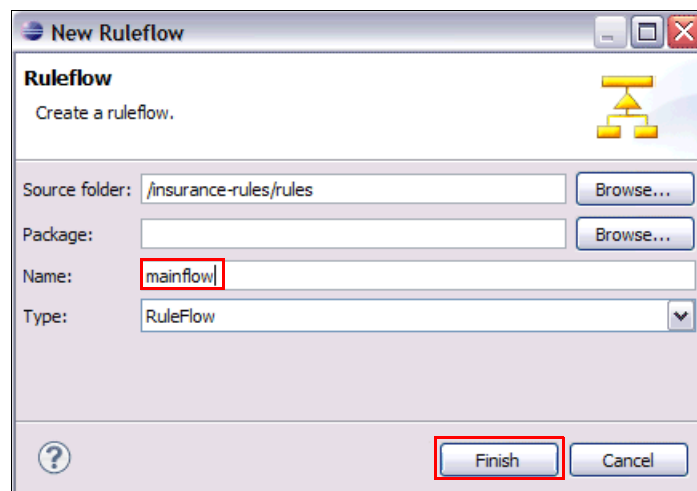 New Ruleflow
Ruleflow
Create a ruleflow.
Source folder: /insurance-rules/rules Browse...
Package: Browse...
Name: mainflow
Type: RuleFlow
? Finish Cancel